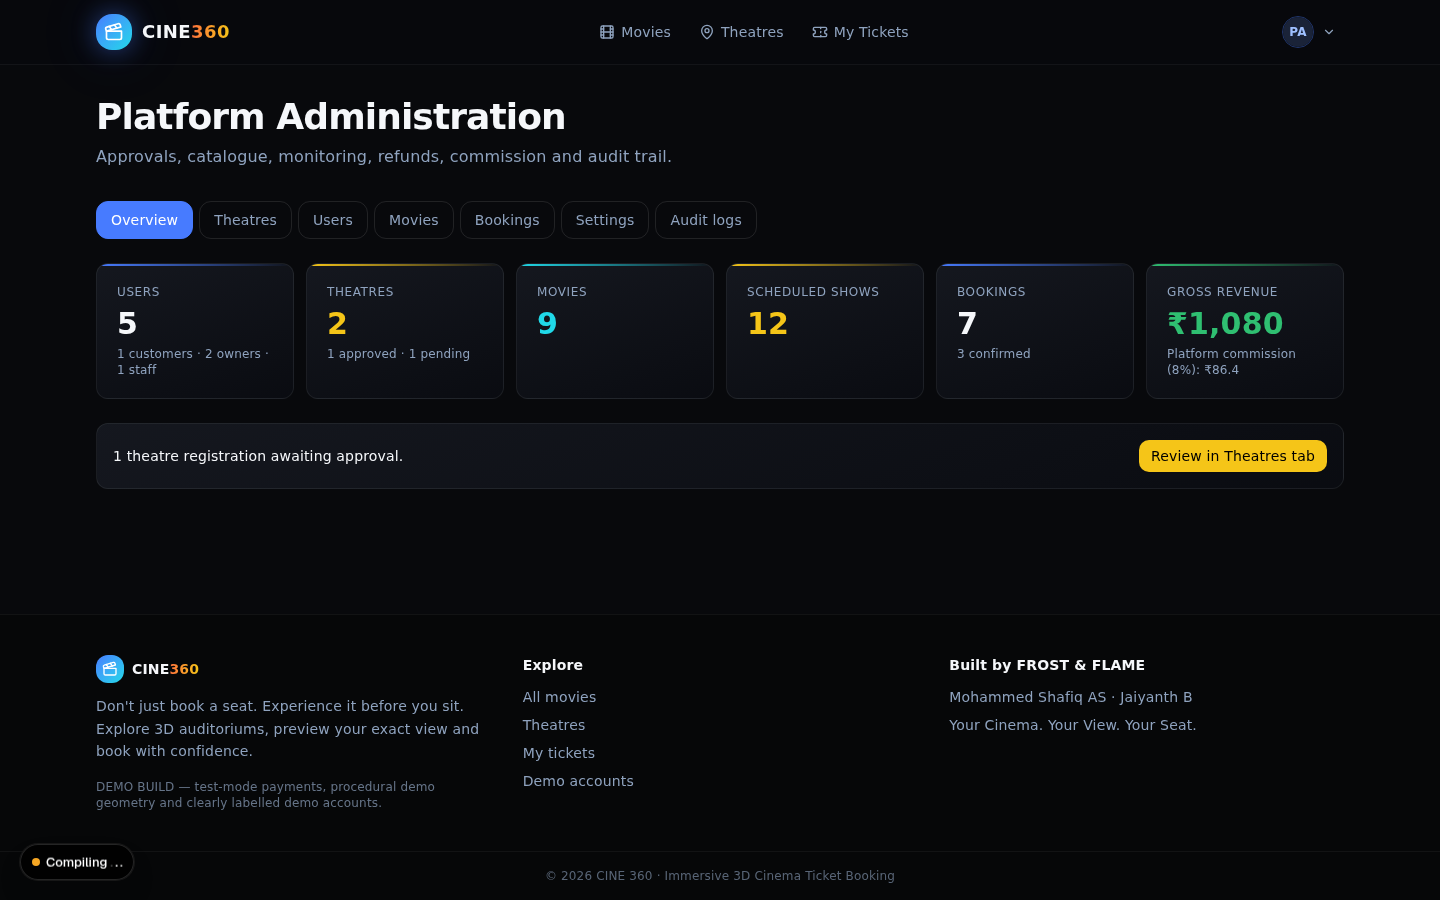 CINE360
Movies
Theatres
My Tickets
PA
Platform Administration
Approvals, catalogue, monitoring, refunds, commission and audit trail.
Overview
Theatres
Users
Movies
Bookings
Settings
Audit logs
USERS
5
1 customers · 2 owners ·
1 staff
THEATRES
2
1 approved · 1 pending
MOVIES
9
SCHEDULED SHOWS
12
BOOKINGS
7
3 confirmed
GROSS REVENUE
₹1,080
Platform commission
(8%): ₹86.4
1 theatre registration awaiting approval.
Review in Theatres tab
CINE360
Don't just book a seat. Experience it before you sit.
Explore 3D auditoriums, preview your exact view and
book with confidence.
DEMO BUILD — test-mode payments, procedural demo
geometry and clearly labelled demo accounts.
Explore
All movies
Theatres
My tickets
Demo accounts
Built by FROST & FLAME
Mohammed Shafiq AS · Jaiyanth B
Your Cinema. Your View. Your Seat.
Compiling ...
© 2026 CINE 360 · Immersive 3D Cinema Ticket Booking